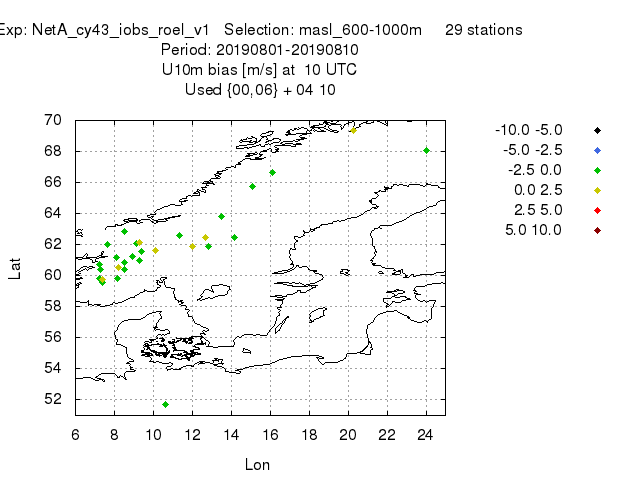 Exp: NetA_cy43_iobs_roel_v1 Selection: masl_600-1000m 29 stations
Period: 20190801-20190810
U10m bias [m/s] at 10 UTC
Used {00,06} + 04 10
70
68
66
64
62
60
58
56
54
52
6 8 10 12 14 16 18 20 22 24
Lat
Lon
-10.0 -5.0
-5.0 -2.5
-2.5 0.0
0.0 2.5
2.5 5.0
5.0 10.0